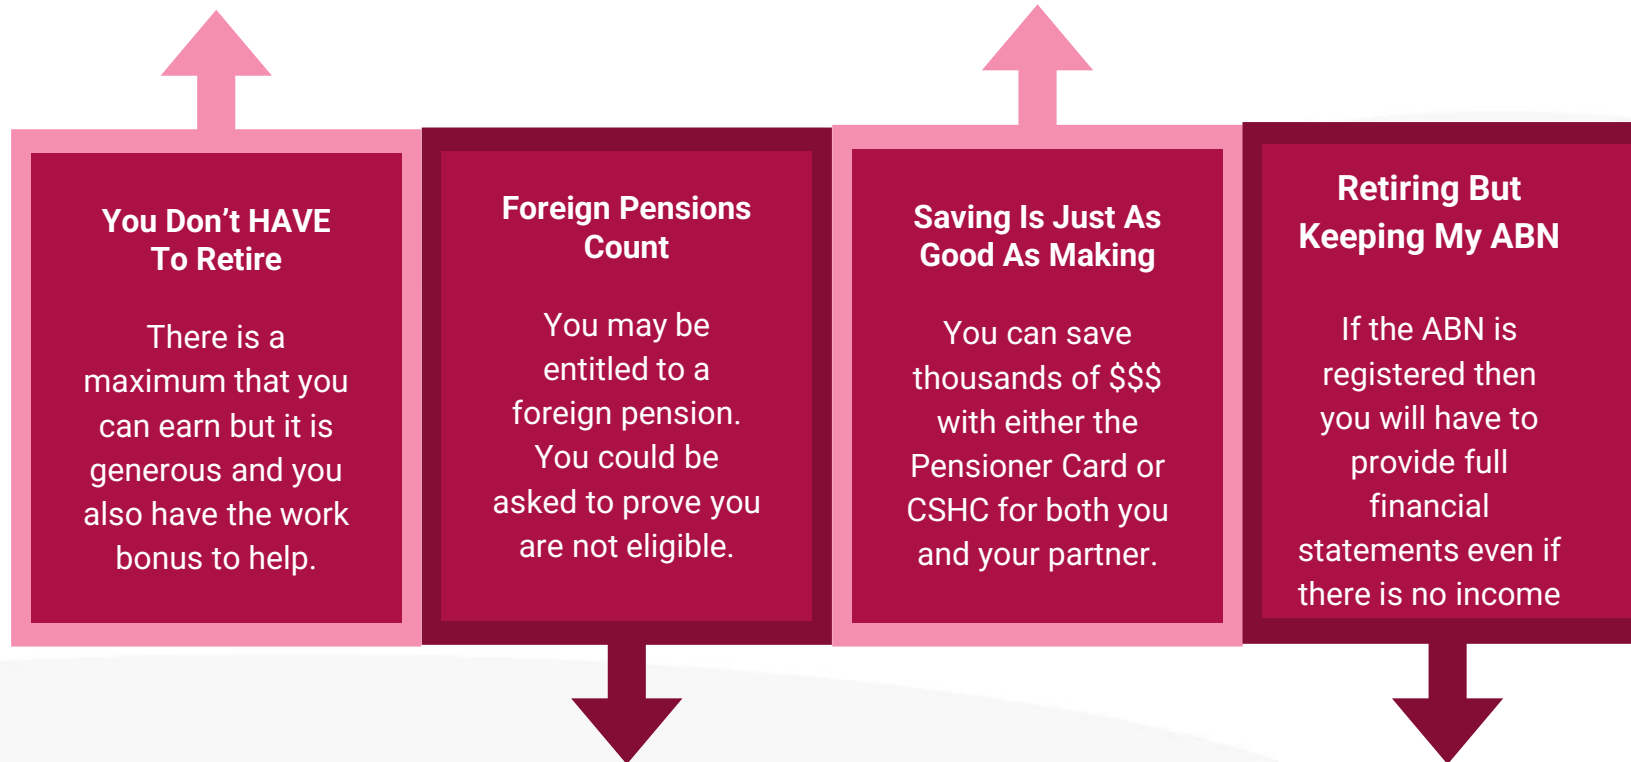 You Don’t HAVE
To Retire
There is a
maximum that you
can earn but it is
generous and you
also have the work
bonus to help.
Foreign Pensions
Count
You may be
entitled to a
foreign pension.
You could be
asked to prove you
are not eligible.
Saving Is Just As
Good As Making
You can save
thousands of $$$
with either the
Pensioner Card or
CSHC for both you
and your partner.
Retiring But
Keeping My ABN
If the ABN is
registered then
you will have to
provide full
financial
statements even if
there is no income